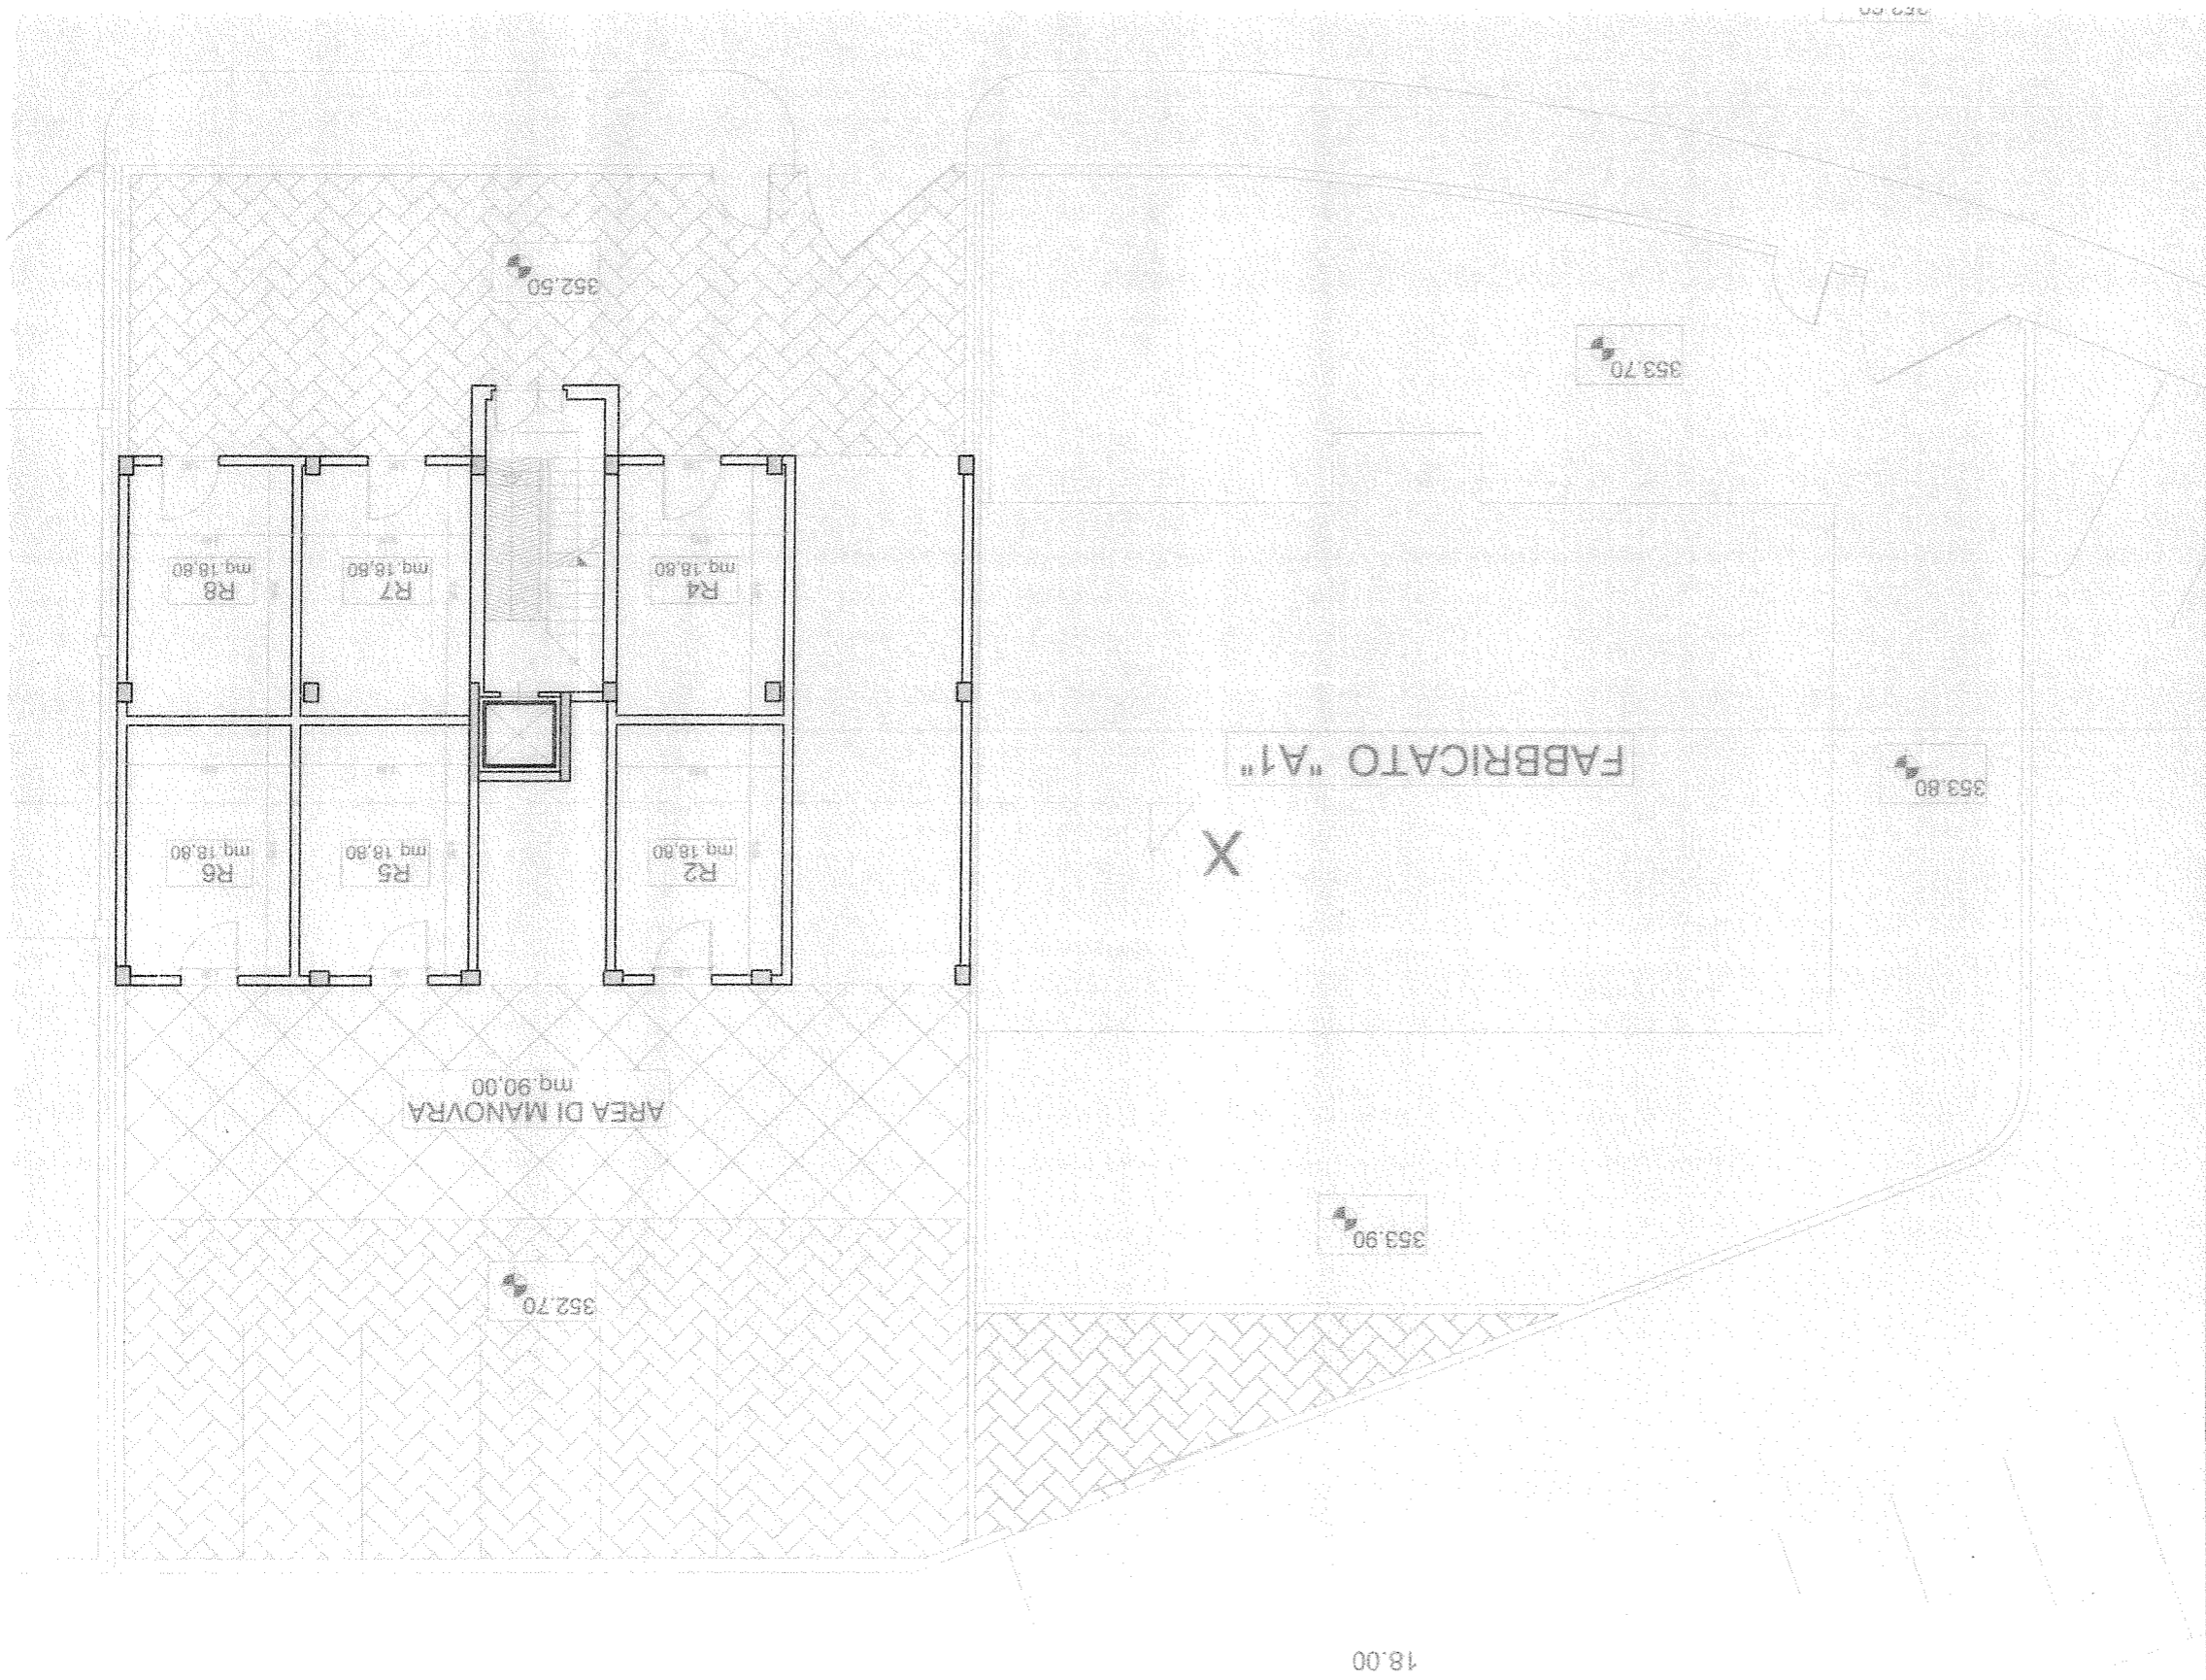 18.00
352.70
353.90
AREA DI MANOVRA
mq.90,00
R2
mq.18,80
R5
mq.18,80
R6
mq.18,80
X
353.80
FABBRICATO "A1"
R4
mq.18,80
R7
mq.18,80
R8
mq.18,80
353.70
352.50